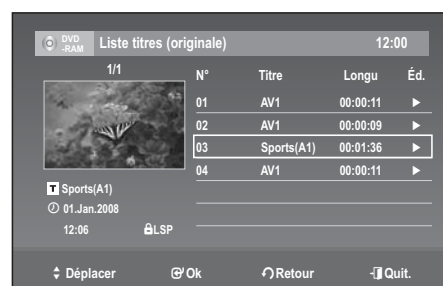 DVD-RAM Liste titres (originale) 12:00
1/1
N° Titre Longu Éd.
01 AV1 00:00:11 ►
02 AV1 00:00:09 ►
03 Sports(A1) 00:01:36 ►
04 AV1 00:00:11 ►
T Sports(A1)
01.Jan.2008
12:06 LSP
Déplacer Ok Retour Quit.